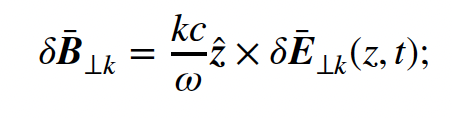 δB̄⊥k = kc/ω ẑ × δĒ⊥k(z, t);